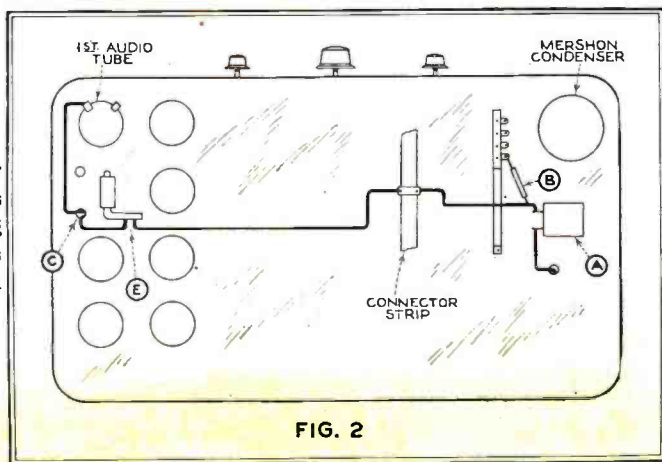 1ST AUDIO
TUBE
MERSHON
CONDENSER
B
C
E
A
CONNECTOR
STRIP
FIG. 2